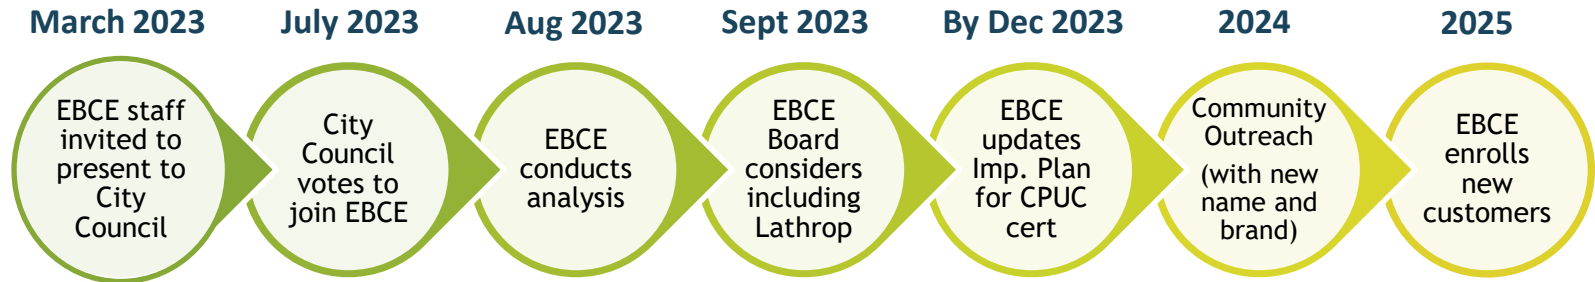 March 2023
EBCE staff
invited to
present to
City
Council
July 2023
City
Council
votes to
join EBCE
Aug 2023
EBCE
conducts
analysis
Sept 2023
EBCE
Board
considers
including
Lathrop
By Dec 2023
EBCE
updates
Imp. Plan
for CPUC
cert
2024
Community
Outreach
(with new
name and
brand)
2025
EBCE
enrolls
new
customers